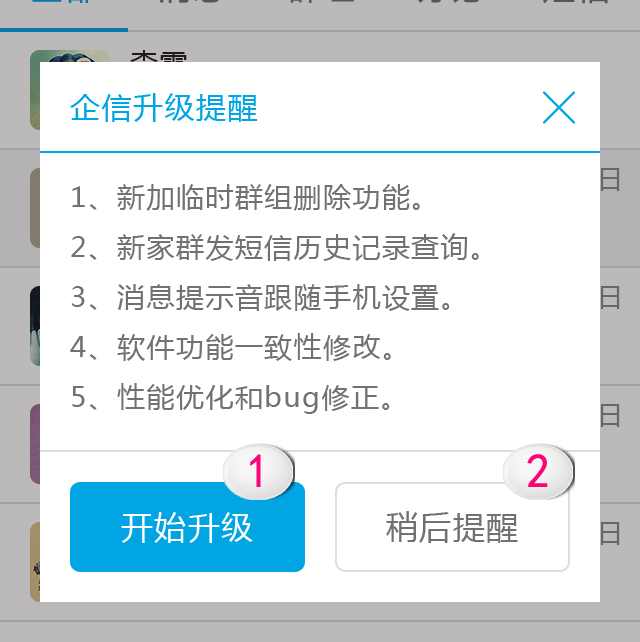 企信升级提醒
1、新加临时群组删除功能。
日
2、新家群发短信历史记录查询。
3、消息提示音跟随手机设置。
日
4、软件功能一致性修改。
5、性能优化和bug修正。
日
1
2
开始升级
稍后提醒
日